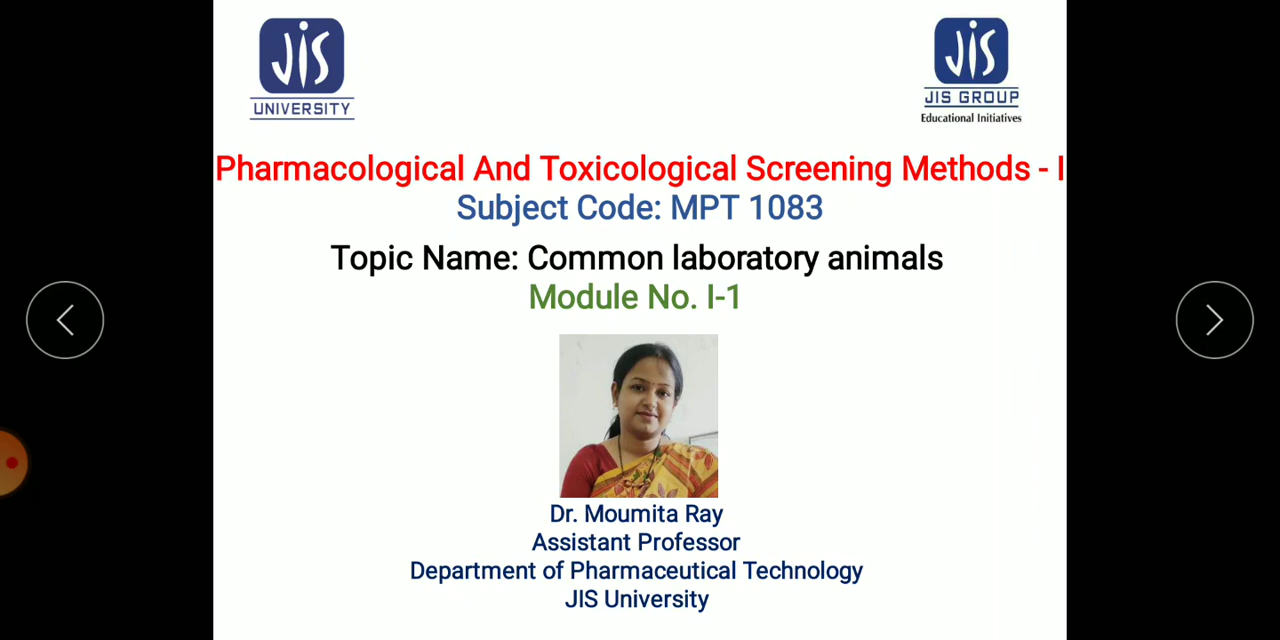 JIS
UNIVERSITY
JIS
JIS GROUP
Educational Initiatives
Pharmacological And Toxicological Screening Methods - I
Subject Code: MPT 1083
Topic Name: Common laboratory animals
Module No. I-1
Dr. Moumita Ray
Assistant Professor
Department of Pharmaceutical Technology
JIS University